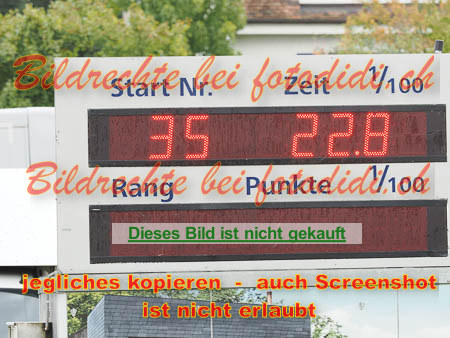 Bildrechte bei fotodidi.ch
Start Nr. Zeit 1/100
35 22.8
Bildrechte bei fotodidi.ch
Rang Punkte 1/100
Dieses Bild ist nicht gekauft
jegliches kopieren - auch Screenshot
ist nicht erlaubt